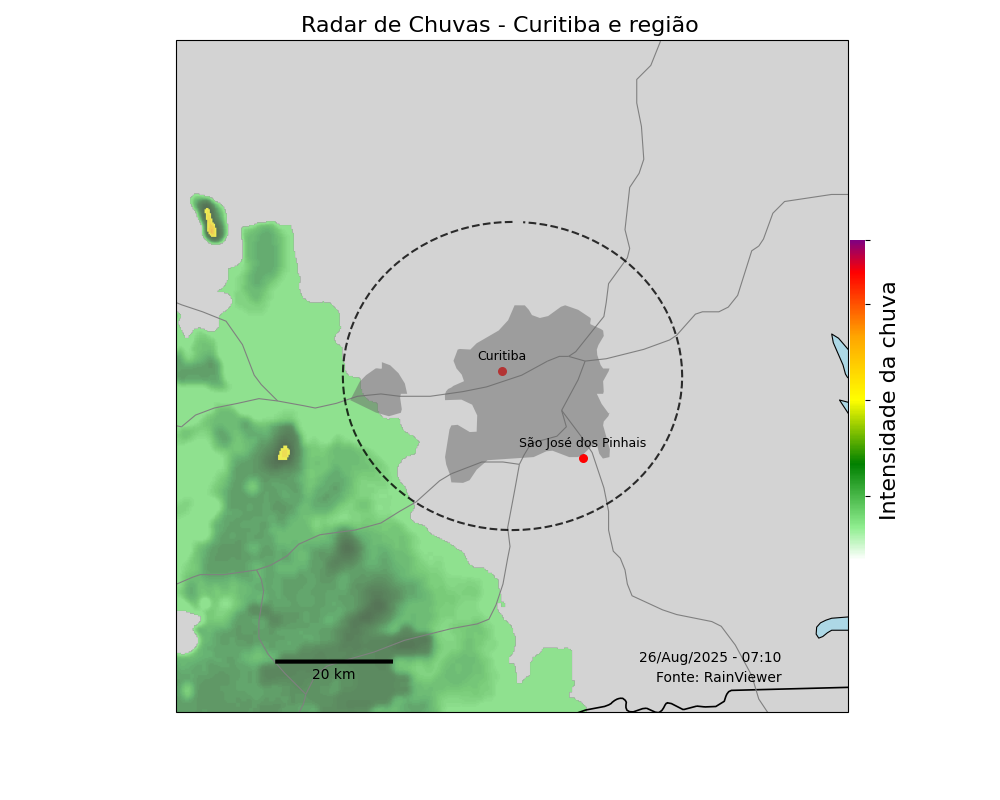 Radar de Chuvas - Curitiba e região
Curitiba
São José dos Pinhais
Intensidade da chuva
26/Aug/2025 - 07:10
20 km
Fonte: RainViewer